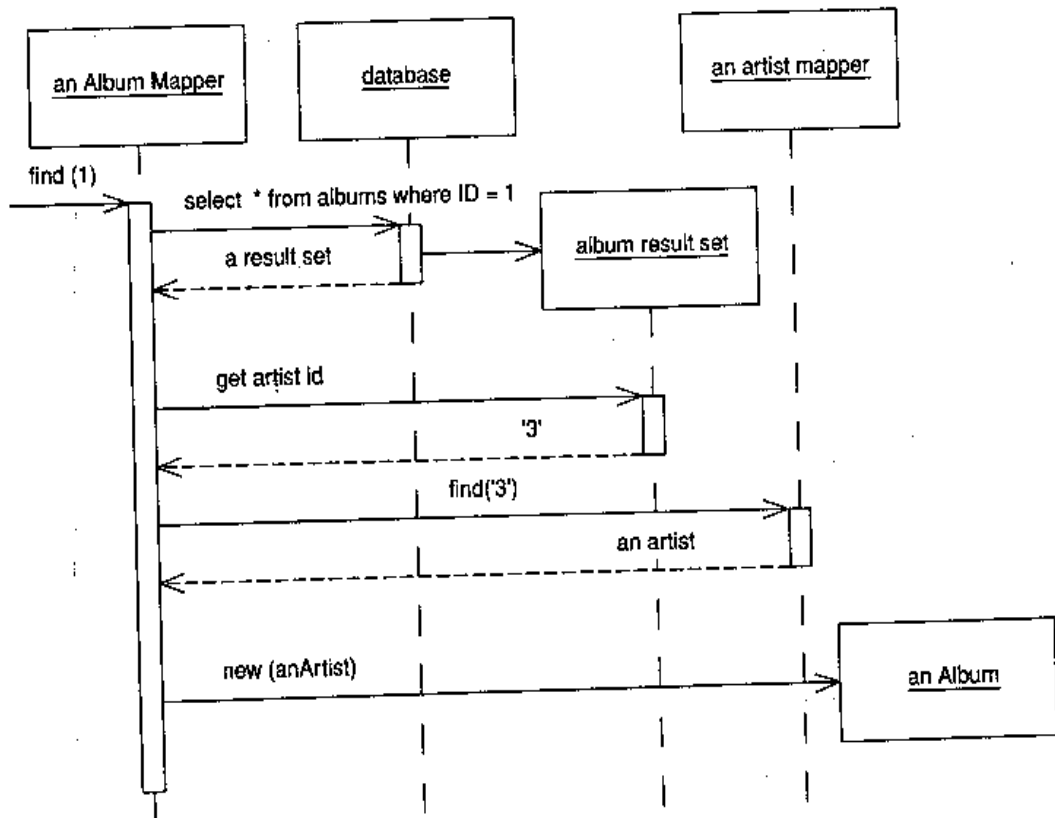 an Album Mapper
database
an artist mapper
find (1)
select * from albums where ID = 1
a result set
album result set
get artist id
'3'
find('3')
an artist
new (anArtist)
an Album